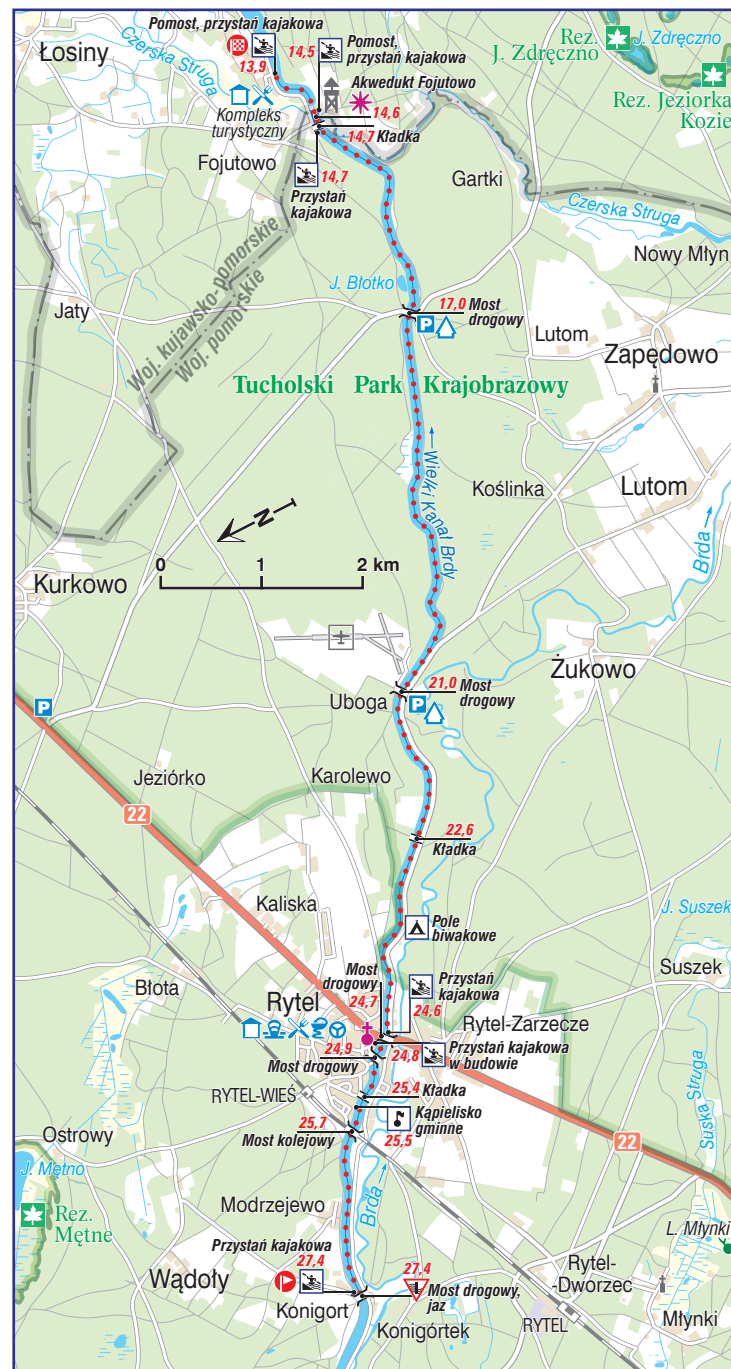 Pomost, przystań kajakowa
13,9
Łosiny
Czerska Struga
14,5
Pomost,
przystań kajakowa
Rez.
J. Zdręczno
J. Zdręczno
Rez. Jeziorka
Kozie
Akwedukt Fojutowo
14,6
14,7 Kładka
Kompleks
turystyczny
Fojutowo
14,7
Przystań
kajakowa
Gartki
Czerska Struga
Nowy Młyn
J. Błotko
Jaty
Woj. kujawsko-pomorskie
Woj. pomorskie
17,0 Most
drogowy
P
Lutom
Zapędowo
Tucholski Park Krajobrazowy
Wielki Kanał Brdy
Koślinka
Lutom
Brda
N
0 1 2 km
Kurkowo
Żukowo
21,0 Most
drogowy
P
Uboga
P
Jeziórko
Karolewo
22
22,6
Kładka
Kaliska
Pole
biwakowe
J. Suszek
Suszek
Most
drogowy
24,7
Przystań
kajakowa
24,6
Błota
Rytel
Rytel-Zarzecze
24,9
Most drogowy
24,8
Przystań kajakowa
w budowie
RYTEL-WIEŚ
25,4
Kładka
Kąpielisko
gminne
25,5
25,7
Most kolejowy
Suska Struga
22
Ostrowy
J. Mętno
Rez.
Mętne
Brda
Modrzejewo
L. Młynki
Przystań kajakowa
27,4
Wądoły
Konigort
27,4
Most drogowy,
jaz
Konigórtek
Rytel-
-Dworzec
RYTEL
Młynki